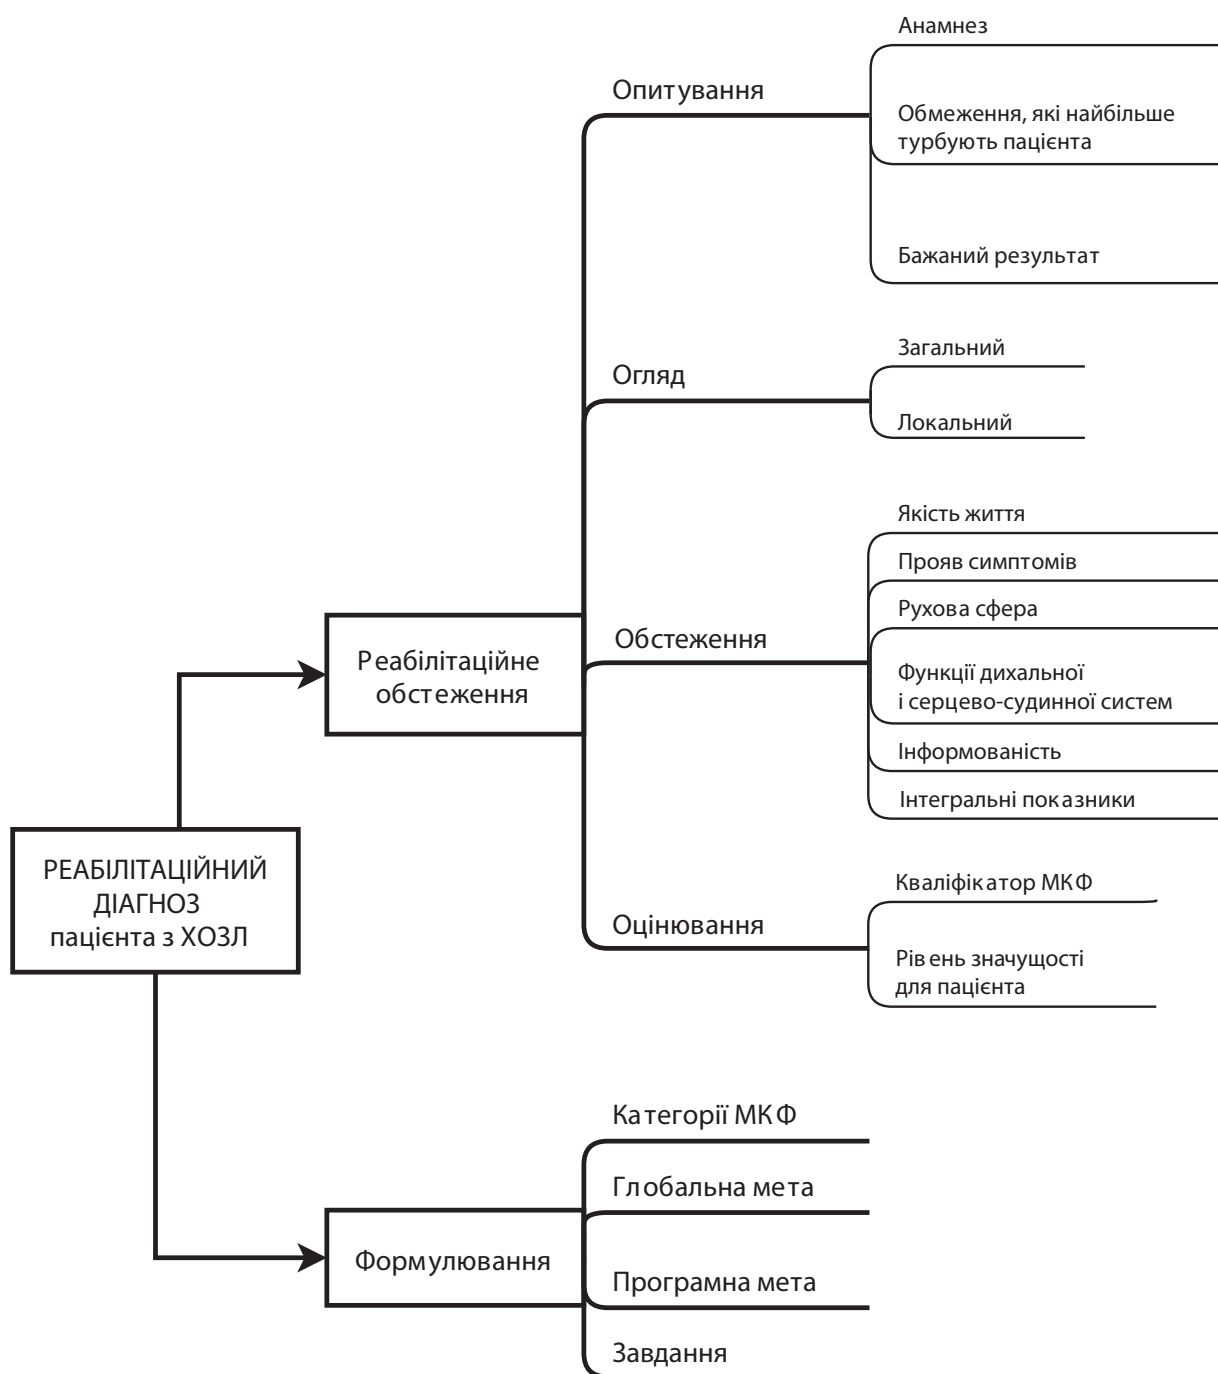 Анамнез
Опитування
Обмеження, які найбільше
турбують пацієнта
Бажаний результат
Загальний
Огляд
Локальний
Якість життя
Прояв симптомів
Рухова сфера
Обстеження
Функції дихальної
і серцево-судинної систем
Інформованість
Інтегральні показники
Реабілітаційне
обстеження
РЕАБІЛІТАЦІЙНИЙ
ДІАГНОЗ
пацієнта з ХОЗЛ
Кваліфікатор МКФ
Оцінювання
Рівень значущості
для пацієнта
Категорії МКФ
Глобальна мета
Формулювання
Програмна мета
Завдання